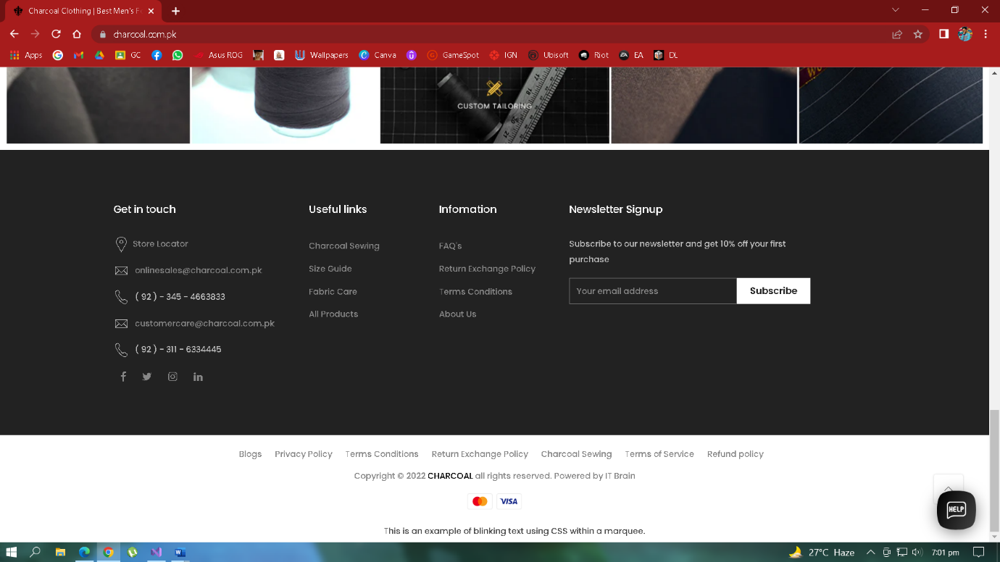 Charcoal Clothing | Best Men's F
charcoal.com.pk
Apps GC Asus ROG Wallpapers Canva GameSpot IGN Ubisoft Riot EA DL
CUSTOM TAILORING
Get in touch
Store Locator
onlinesales@charcoal.com.pk
( 92 ) - 345 - 4663833
customercare@charcoal.com.pk
( 92 ) - 311 - 6334445
Useful links
Charcoal Sewing
Size Guide
Fabric Care
All Products
Infomation
FAQ's
Return Exchange Policy
Terms Conditions
About Us
Newsletter Signup
Subscribe to our newsletter and get 10% off your first
purchase
Your email address Subscribe
Blogs Privacy Policy Terms Conditions Return Exchange Policy Charcoal Sewing Terms of Service Refund policy
Copyright © 2022 CHARCOAL all rights reserved. Powered by IT Brain
VISA
HELP
This is an example of blinking text using CSS within a marquee.
27°C Haze 7:01 pm